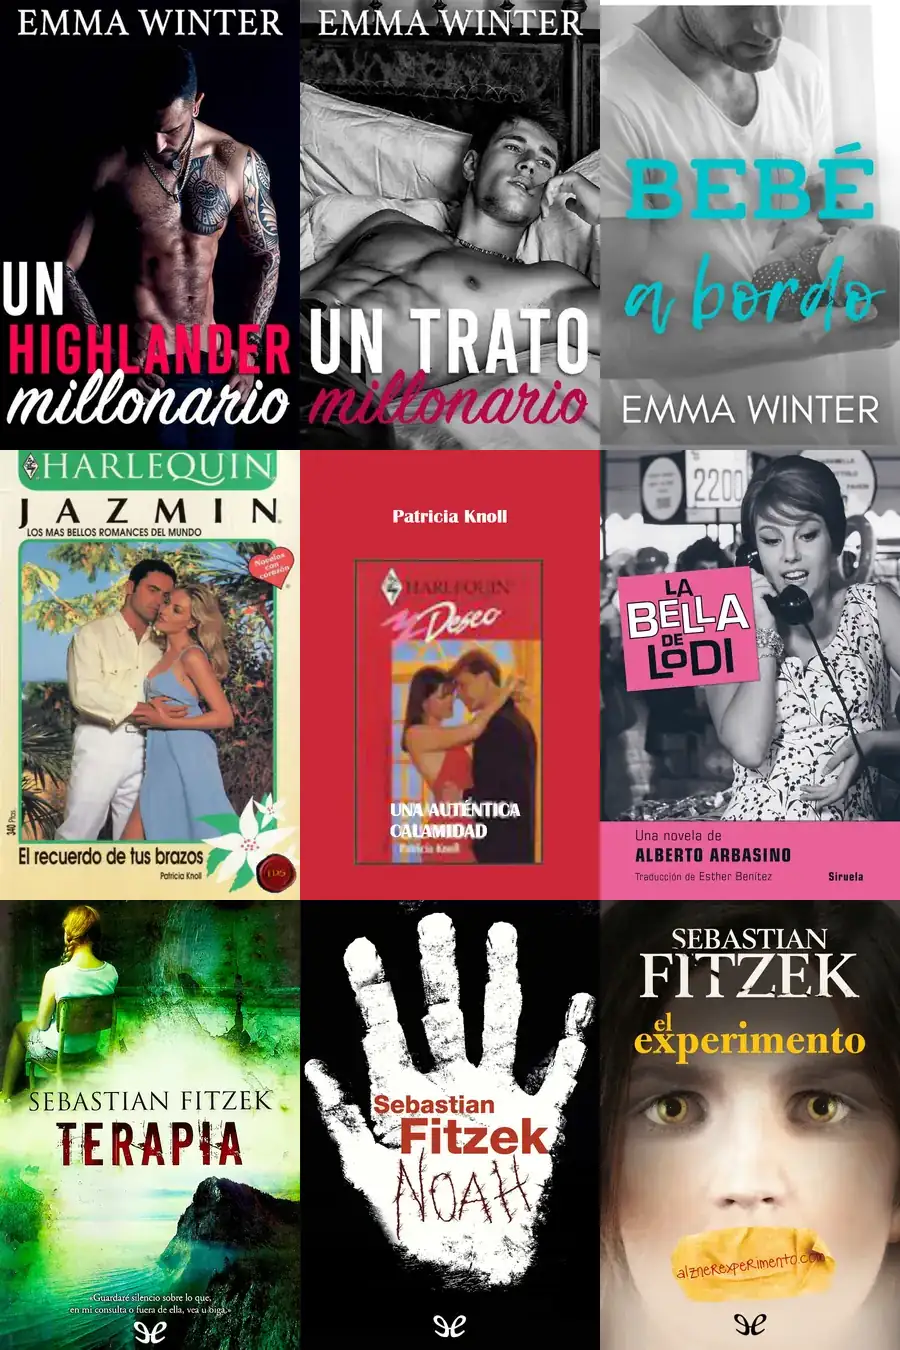 EMMA WINTER
UN
HIGHLANDER
millonario
EMMA WINTER
UN TRATO
millonario
BEBÉ
a bordo
EMMA WINTER
HARLEQUIN
JAZMIN
LOS MAS BELLOS ROMANCES DEL MUNDO
Novelas
con
corazón
340 Ptas.
El recuerdo de tus brazos
Patricia Knoll
Patricia Knoll
HARLEQUIN
Deseo
UNA AUTÉNTICA
CALAMIDAD
Patricia Knoll
2200
LA
BELLA
DE
LODI
Una novela de
ALBERTO ARBASINO
Traducción de Esther Benítez
Siruela
SEBASTIAN FITZEK
TERAPIA
«Guardaré silencio sobre lo que,
en mi consulta o fuera de ella, vea u oiga.»
Sebastian
Fitzek
NOAH
SEBASTIAN
FITZEK
el
experimento
alznerexperimento.com